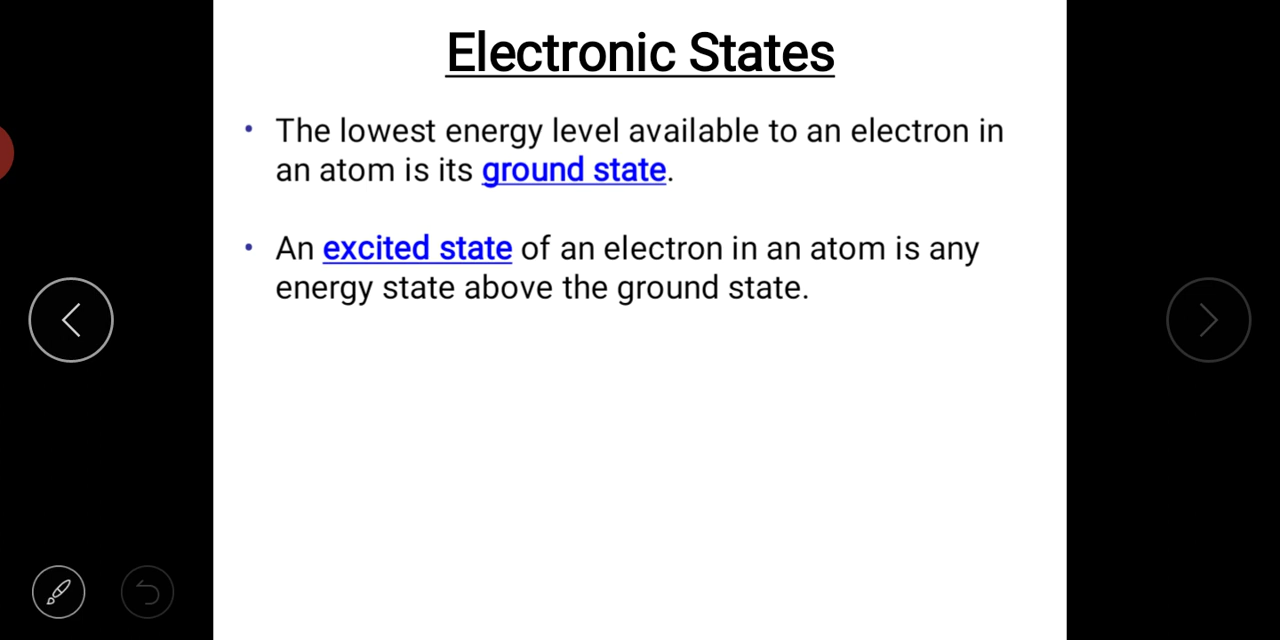 Electronic States
• The lowest energy level available to an electron in
an atom is its ground state.
• An excited state of an electron in an atom is any
energy state above the ground state.